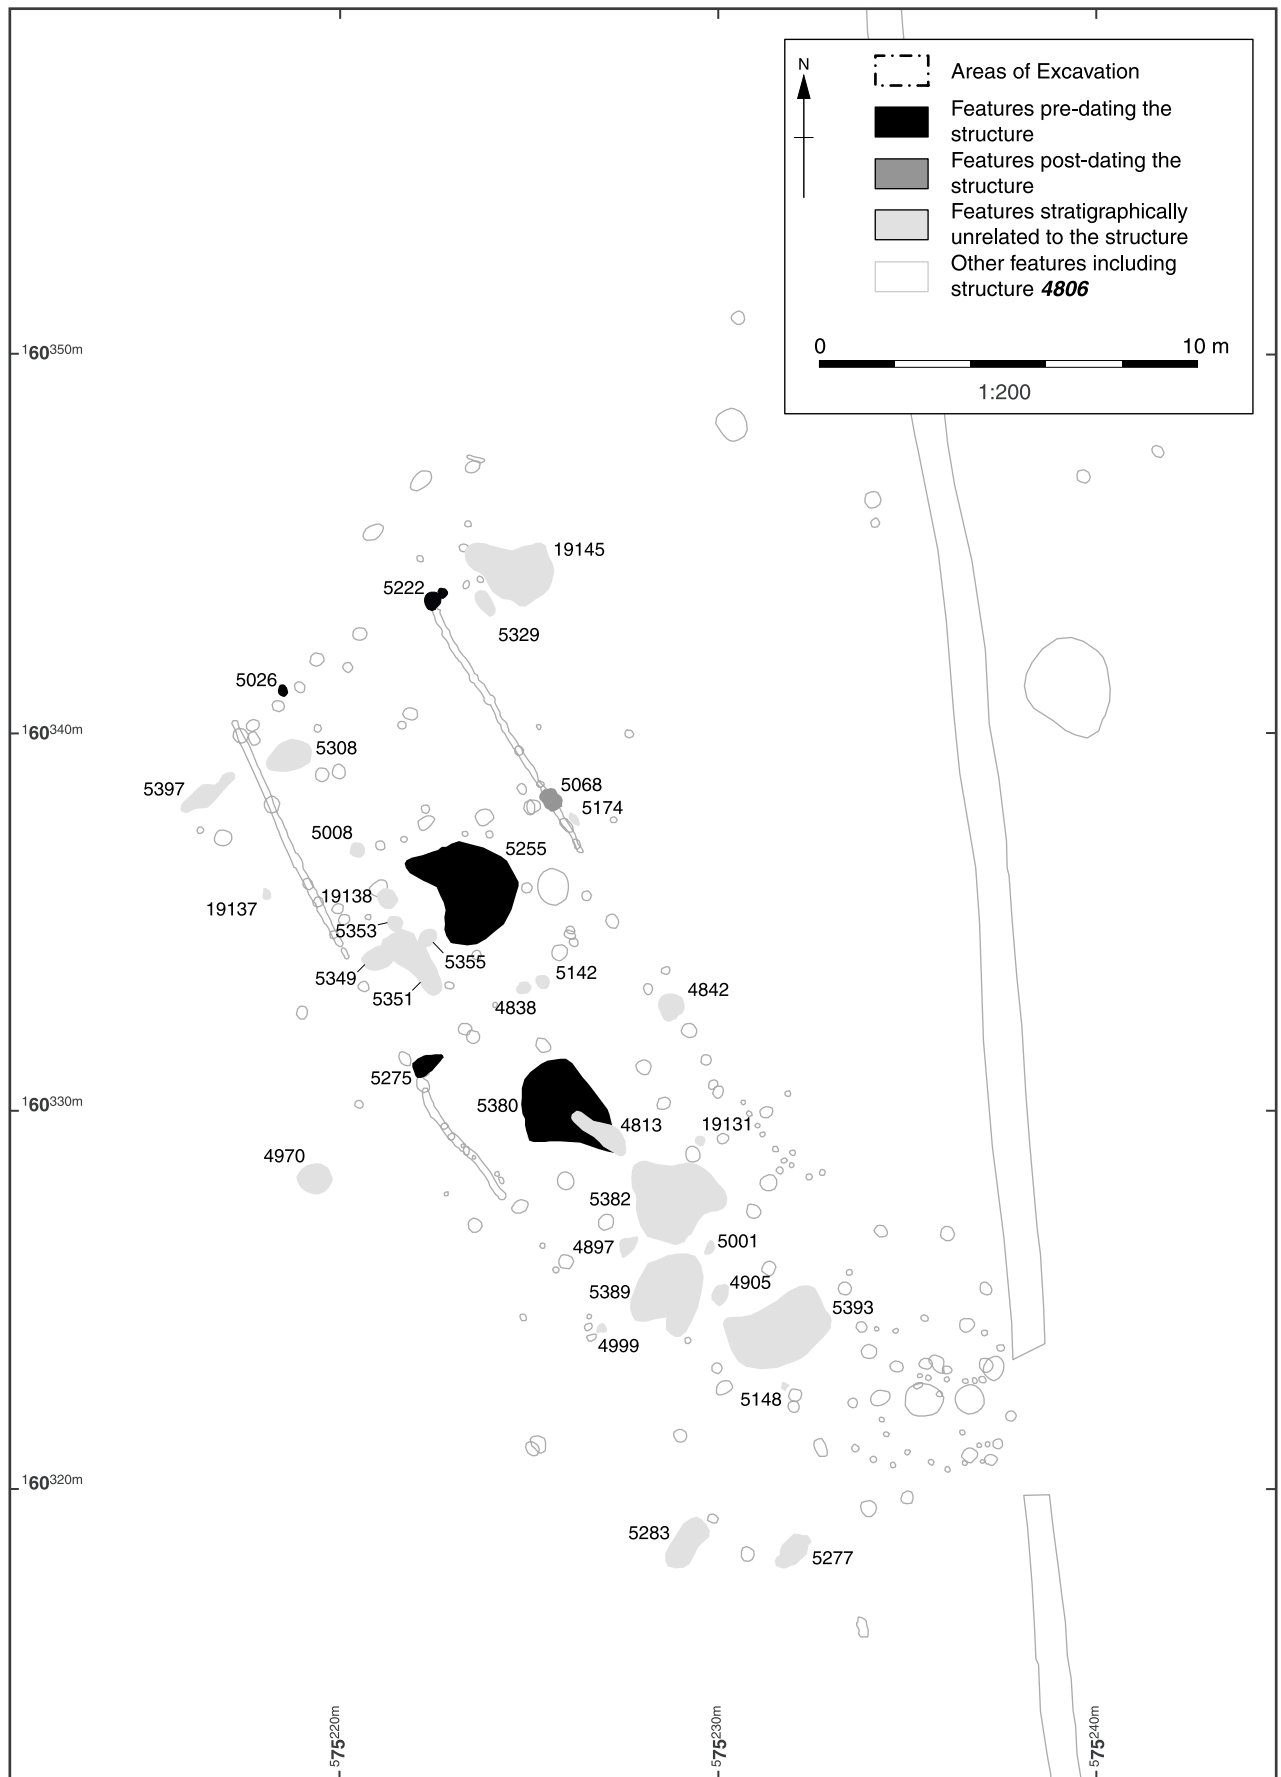 N
Areas of Excavation
Features pre-dating the
structure
Features post-dating the
structure
Features stratigraphically
unrelated to the structure
Other features including
structure 4806
0 10 m
1:200
160350m
19145
5222
5329
5026
160340m
5308
5397
5068
5174
5008
5255
19138
19137
5353
5355
5349
5142
5351
4838
4842
5275
160330m
5380
4813
19131
4970
5382
4897
5001
5389
4905
5393
4999
5148
160320m
5283
5277
575220m
575230m
575240m